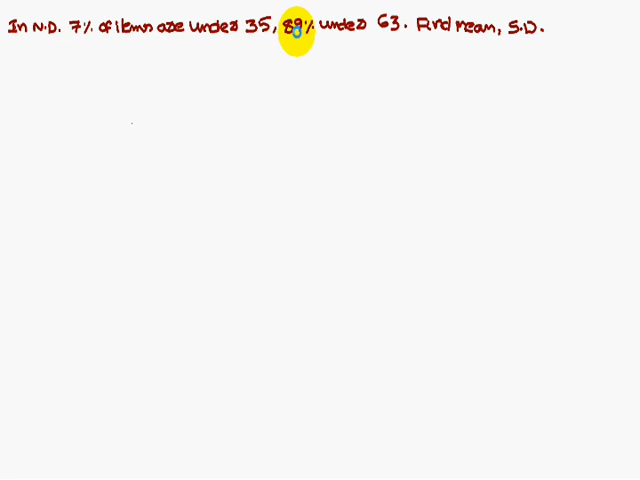 In N.D. 7% of items are under 35, 89% under 63. Find mean, S.D.